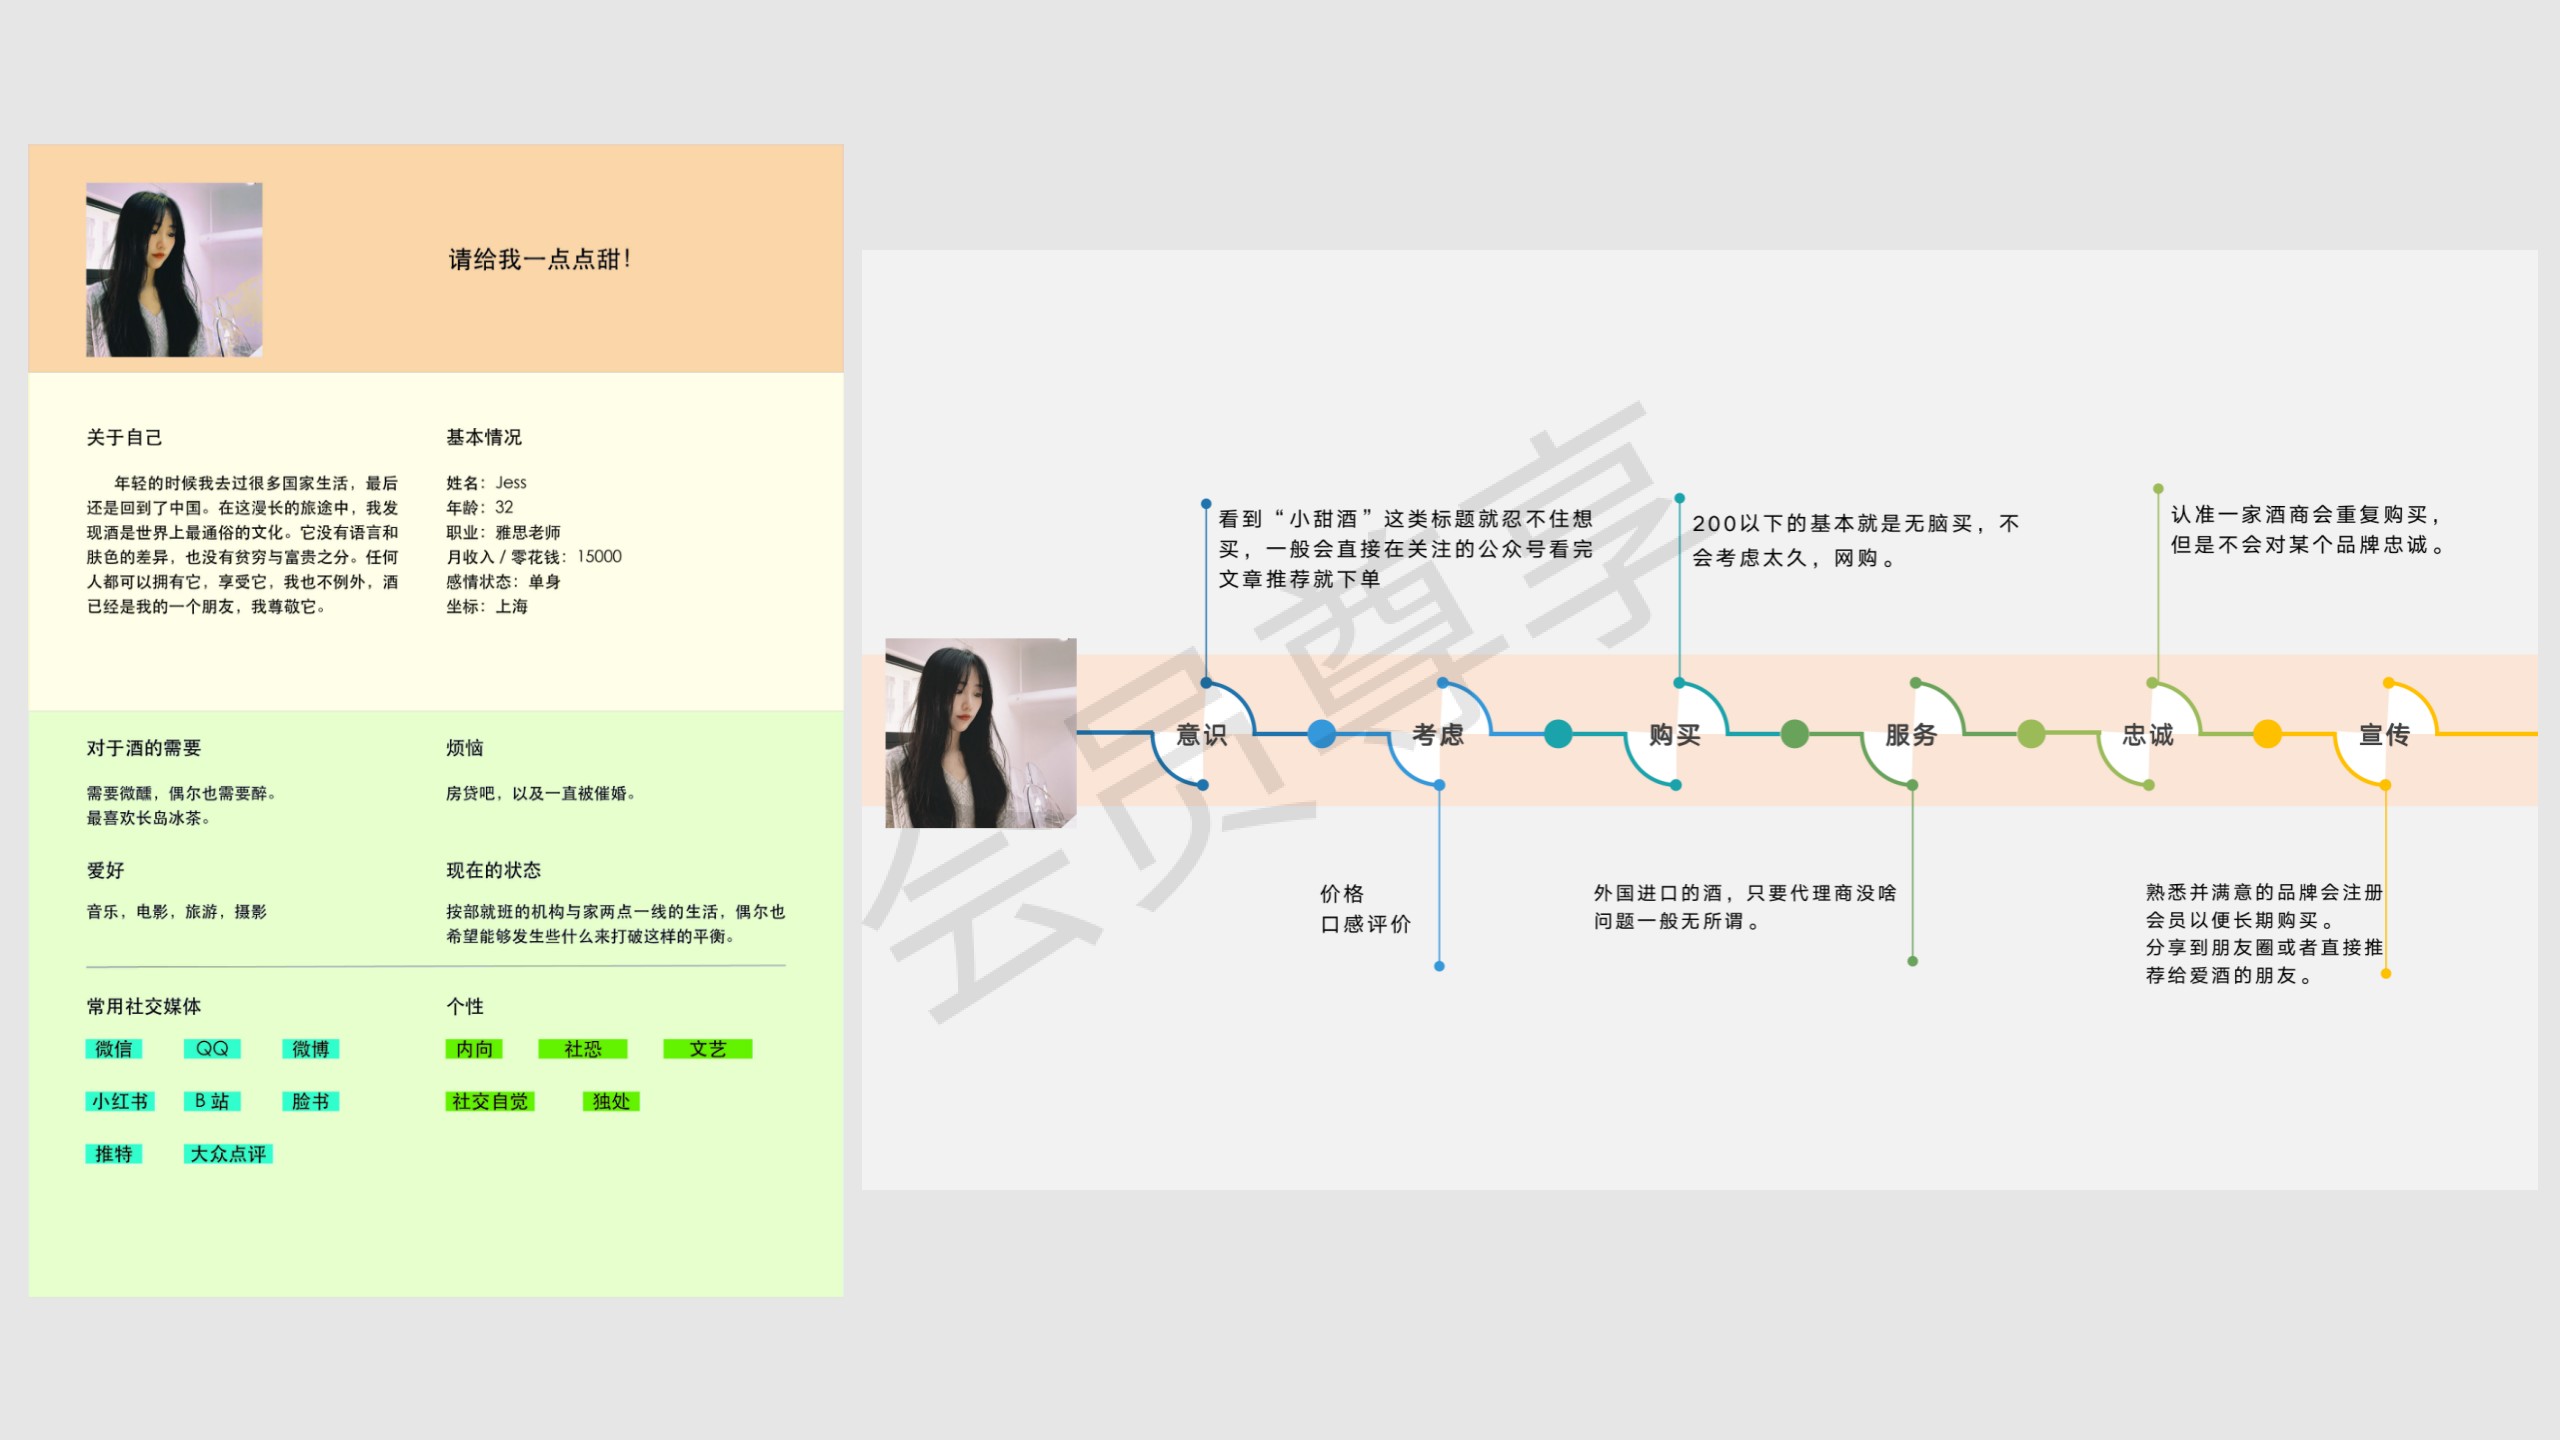 请给我一点点甜！
关于自己
年轻的时候我去过很多国家生活，最后
还是回到了中国。在这漫长的旅途中，我发
现酒是世界上最通俗的文化。它没有语言和
肤色的差异，也没有贫穷与富贵之分。任何
人都可以拥有它，享受它，我也不例外，酒
已经是我的一个朋友，我尊敬它。
基本情况
姓名：Jess
年龄：32
职业：雅思老师
月收入 / 零花钱：15000
感情状态：单身
坐标：上海
对于酒的需要
需要微醺，偶尔也需要醉。
最喜欢长岛冰茶。
烦恼
房贷吧，以及一直被催婚。
爱好
音乐，电影，旅游，摄影
现在的状态
按部就班的机构与家两点一线的生活，偶尔也
希望能够发生些什么来打破这样的平衡。
常用社交媒体
微信 QQ 微博
小红书 B 站 脸书
推特 大众点评
个性
内向 社恐 文艺
社交自觉 独处
看到“小甜酒”这类标题就忍不住想
买，一般会直接在关注的公众号看完
文章推荐就下单
200以下的基本就是无脑买，不
会考虑太久，网购。
认准一家酒商会重复购买，
但是不会对某个品牌忠诚。
意识 考虑 购买 服务 忠诚 宣传
价格
口感评价
外国进口的酒，只要代理商没啥
问题一般无所谓。
熟悉并满意的品牌会注册
会员以便长期购买。
分享到朋友圈或者直接推
荐给爱酒的朋友。
会员尊享